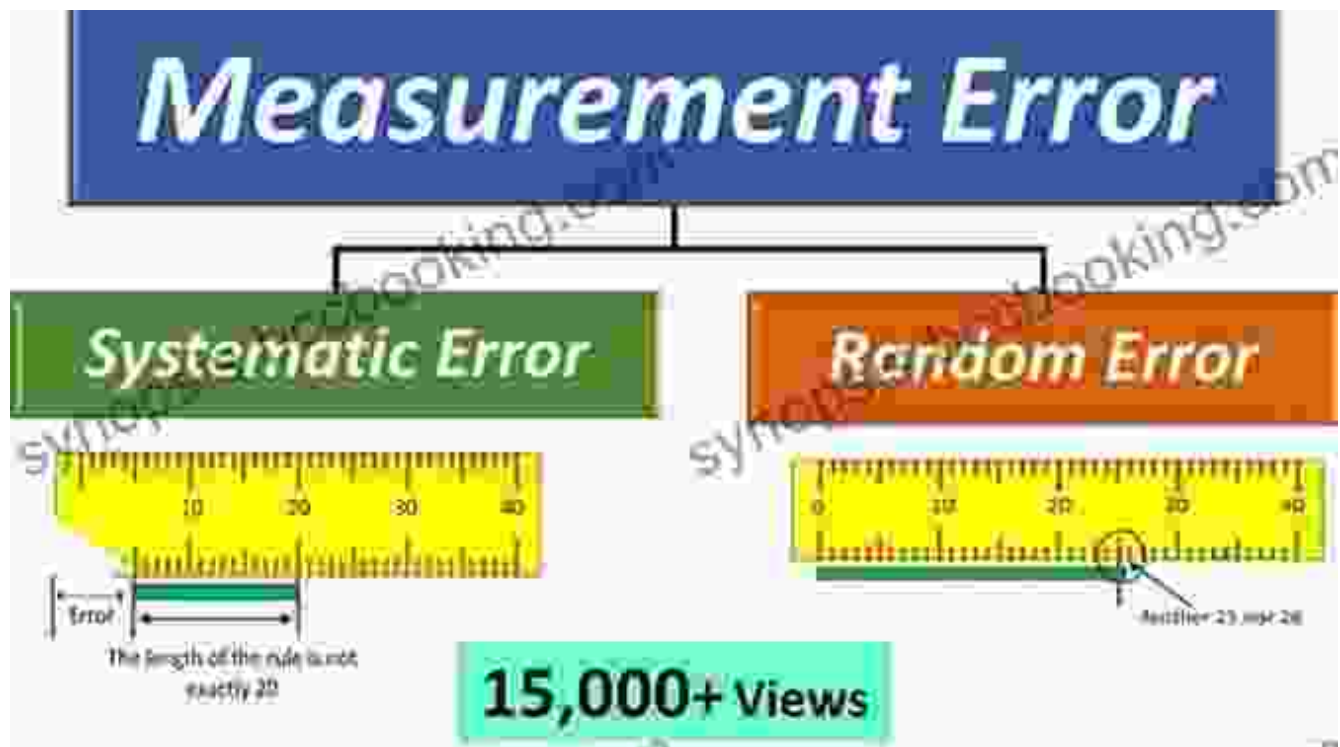 Measurement Error
Systematic Error
Random Error
10 20 30 40
0 10 20 30 40
Error
The length of the rule is not
exactly 20
15,000+ Views